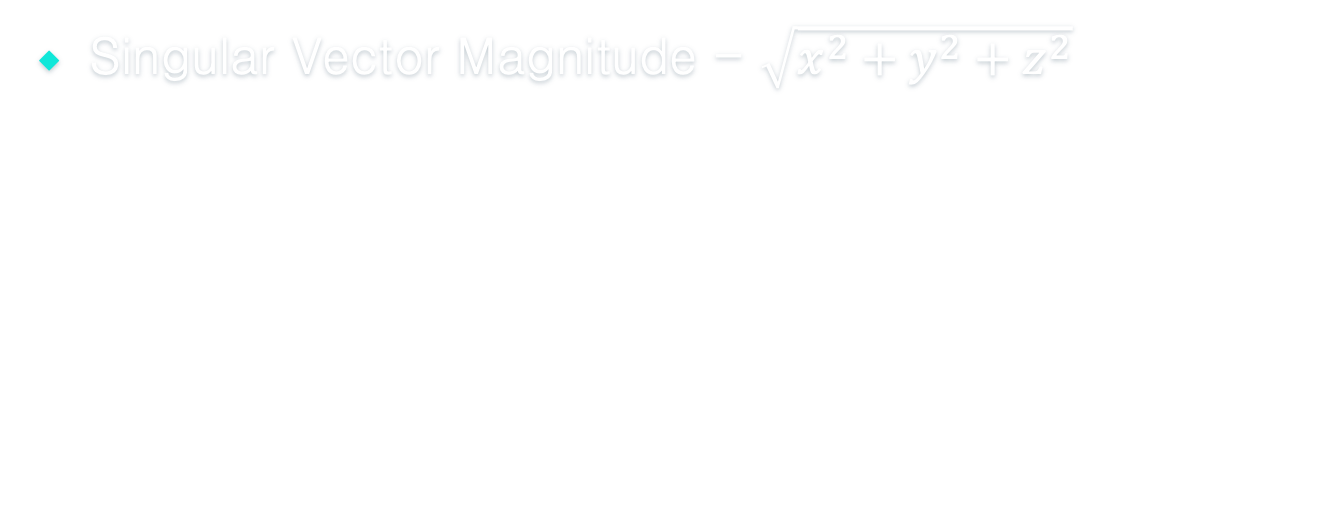 ◆ Singular Vector Magnitude – √(x² + y² + z²)